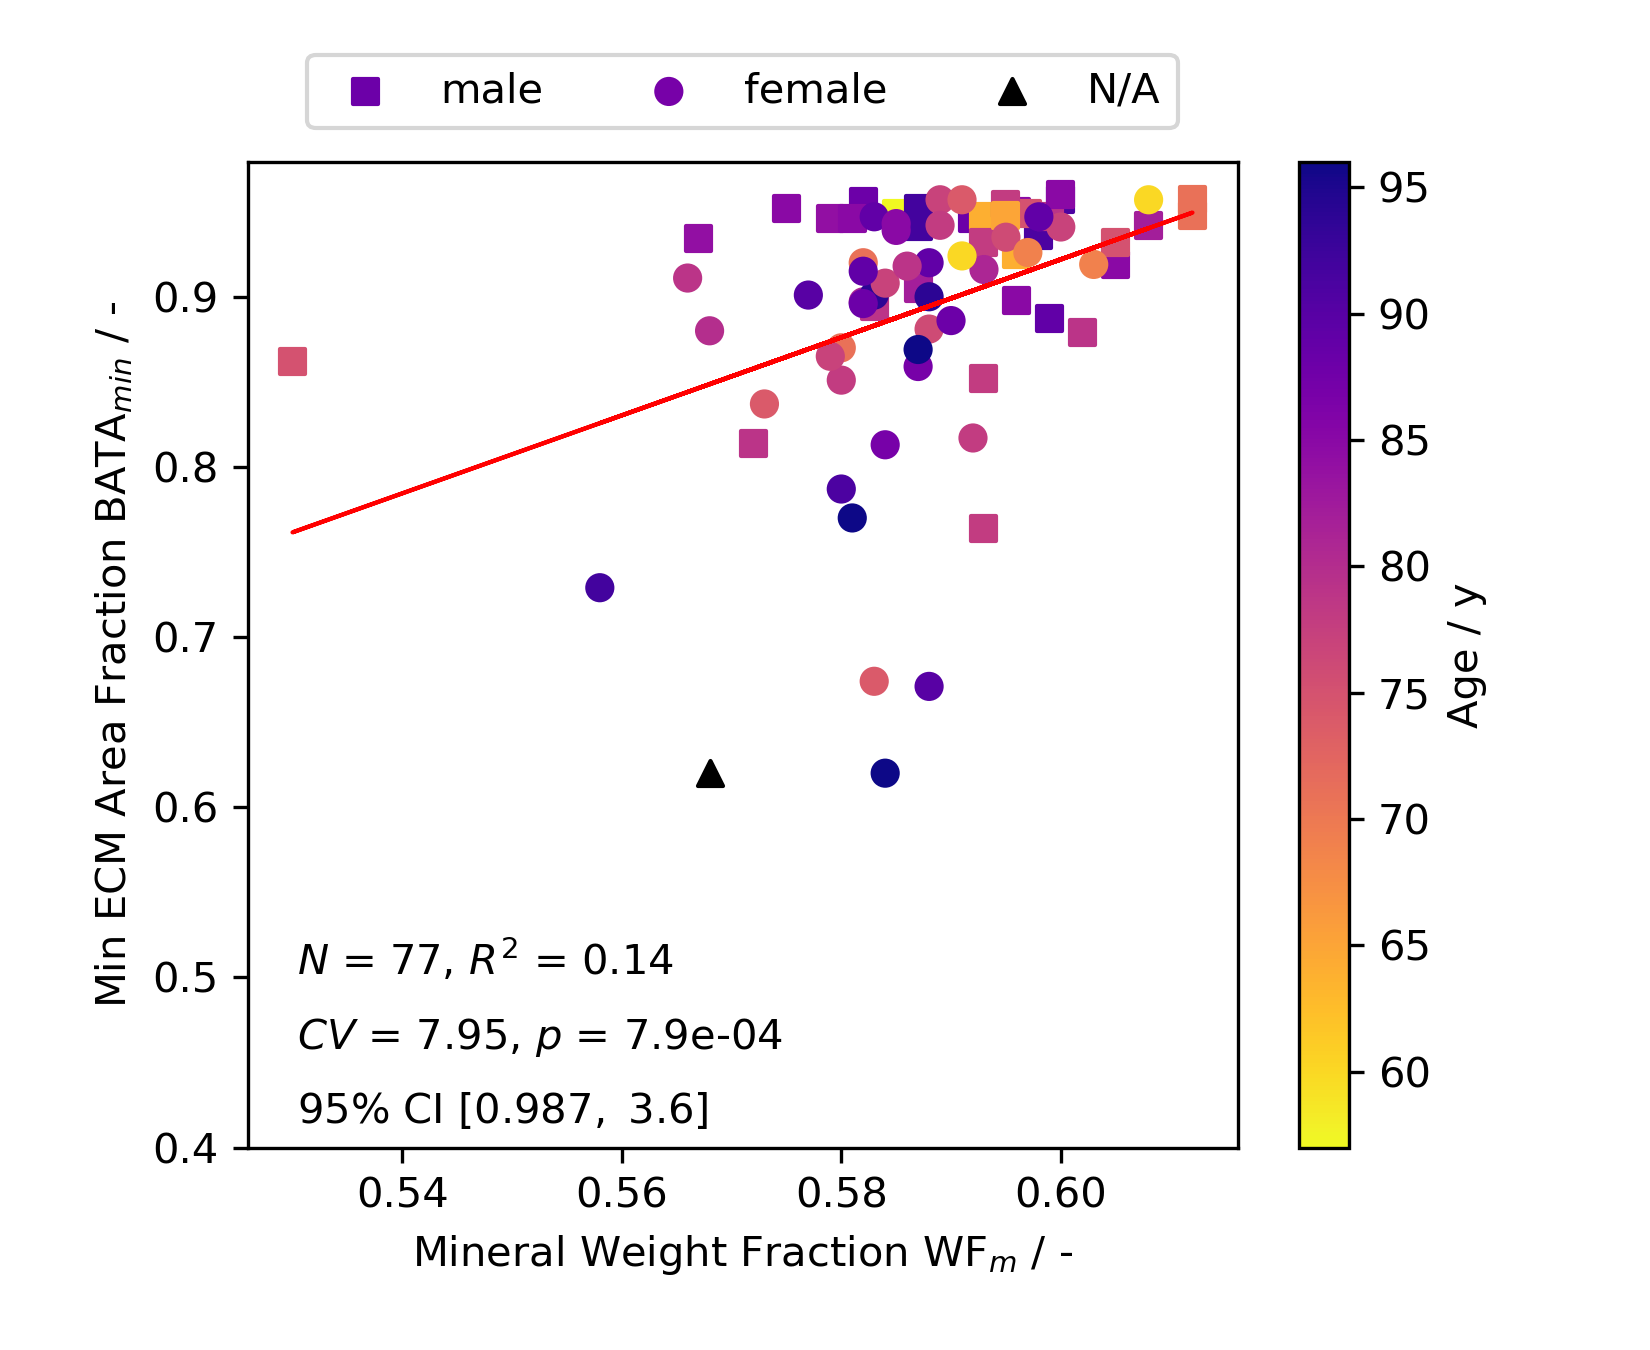 male female N/A
Min ECM Area Fraction BATA_min / -
0.9
0.8
0.7
0.6
0.5
0.4
N = 77, R² = 0.14
CV = 7.95, p = 7.9e-04
95% CI [0.987, 3.6]
0.54 0.56 0.58 0.60
Mineral Weight Fraction WF_m / -
95
90
85
80
75
70
65
60
Age / y